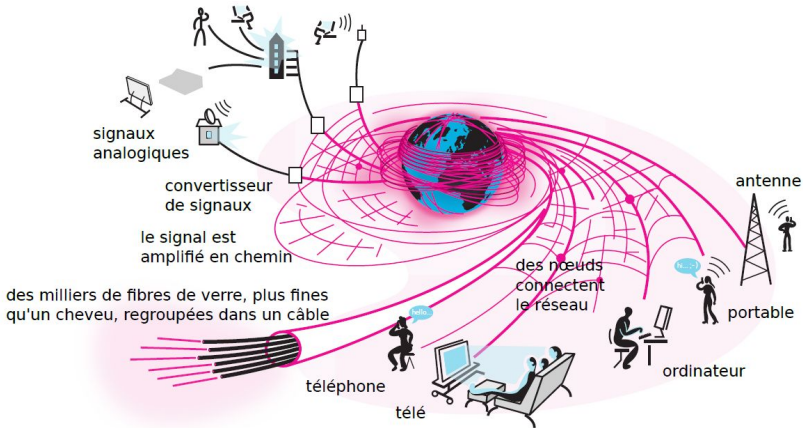 signaux
analogiques
convertisseur
de signaux
le signal est
amplifié en chemin
des milliers de fibres de verre, plus fines
qu'un cheveu, regroupées dans un câble
antenne
des nœuds
connectent
le réseau
hi... ;-)
portable
hello...
ordinateur
téléphone
télé